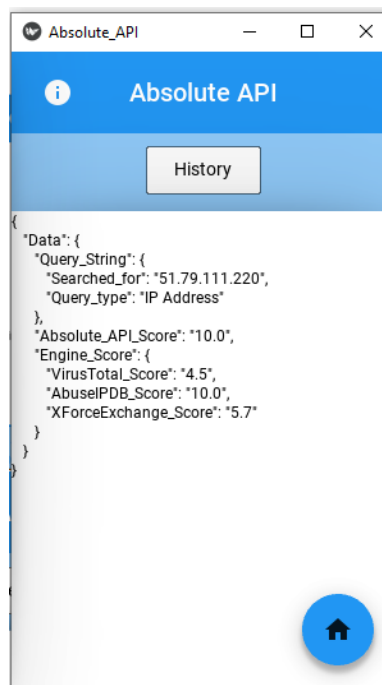 Absolute_API
Absolute API
History
{
"Data": {
"Query_String": {
"Searched_for": "51.79.111.220",
"Query_type": "IP Address"
},
"Absolute_API_Score": "10.0",
"Engine_Score": {
"VirusTotal_Score": "4.5",
"AbuseIPDB_Score": "10.0",
"XForceExchange_Score": "5.7"
}
}
}